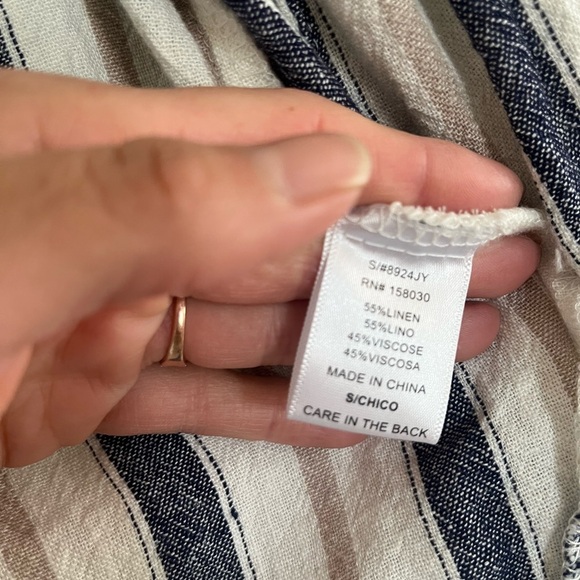 S/#8924JY
RN# 158030
55%LINEN
55%LINO
45%VISCOSE
45%VISCOSA
MADE IN CHINA
S/CHICO
CARE IN THE BACK